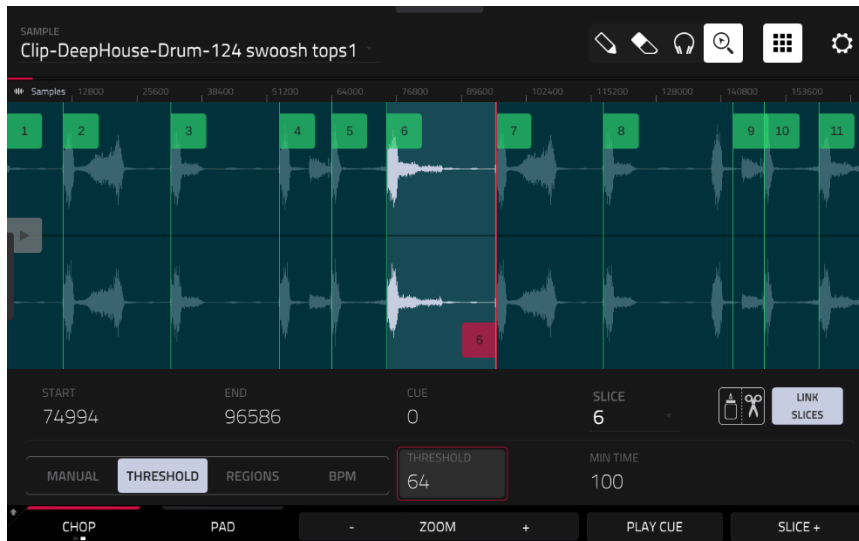 SAMPLE
Clip-DeepHouse-Drum-124 swoosh tops1
Samples 12800 25600 38400 51200 64000 76800 89600 102400 115200 128000 140800 153600
1 2 3 4 5 6 7 8 9 10 11
6
START END CUE SLICE
74994 96586 0 6
LINK
SLICES
THRESHOLD MIN TIME
MANUAL THRESHOLD REGIONS BPM
64 100
CHOP PAD - ZOOM + PLAY CUE SLICE +